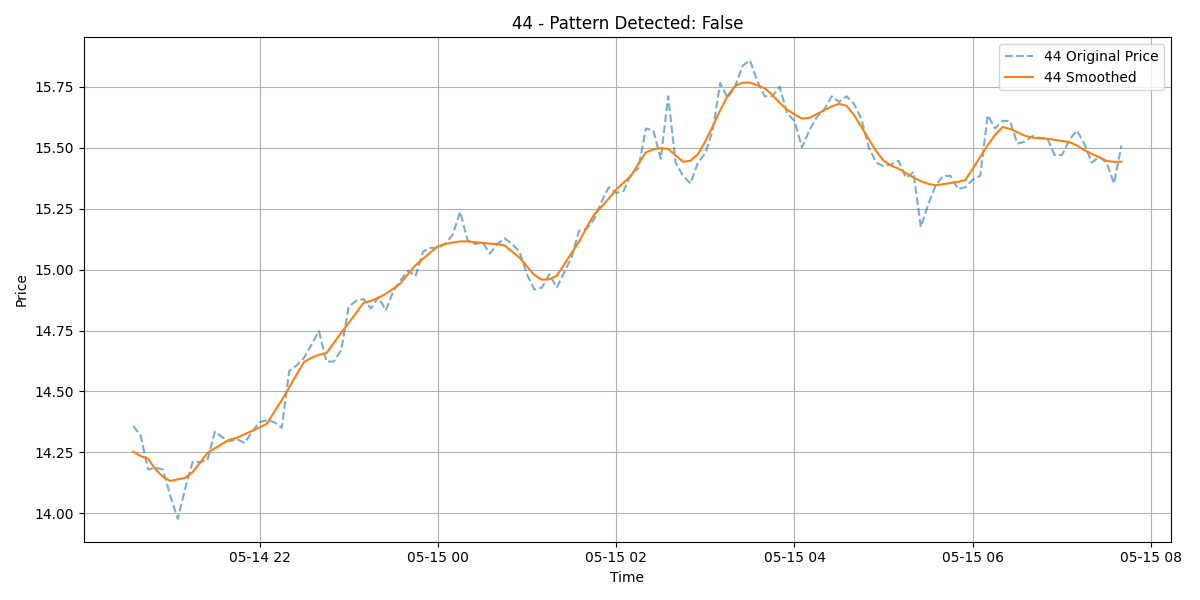 44 - Pattern Detected: False
44 Original Price
44 Smoothed
Price
15.75
15.50
15.25
15.00
14.75
14.50
14.25
14.00
05-14 22
05-15 00
05-15 02
05-15 04
05-15 06
05-15 08
Time